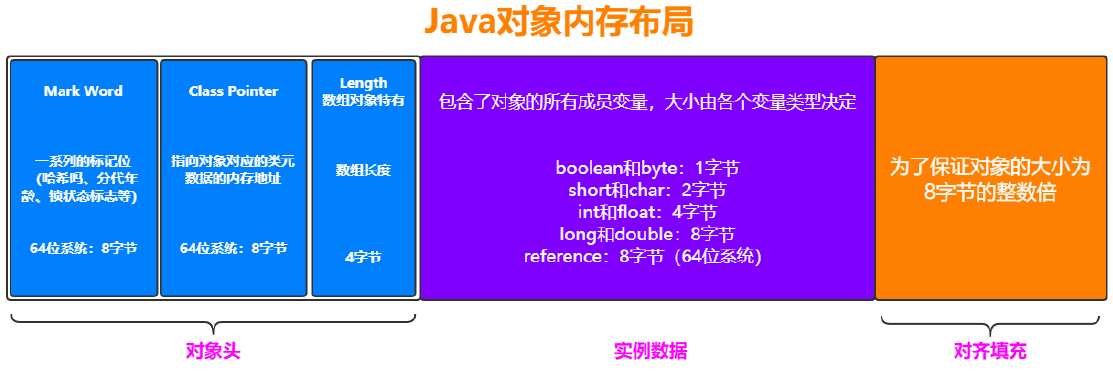 Java对象内存布局
Mark Word
一系列的标记位
（哈希吗、分代年
龄、锁状态标志等）
64位系统：8字节
Class Pointer
指向对象对应的类元
数据的内存地址
64位系统：8字节
Length
数组对象特有
数组长度
4字节
包含了对象的所有成员变量，大小由各个变量类型决定
boolean和byte：1字节
short和char：2字节
int和float：4字节
long和double：8字节
reference：8字节（64位系统）
为了保证对象的大小为
8字节的整数倍
对象头
实例数据
对齐填充